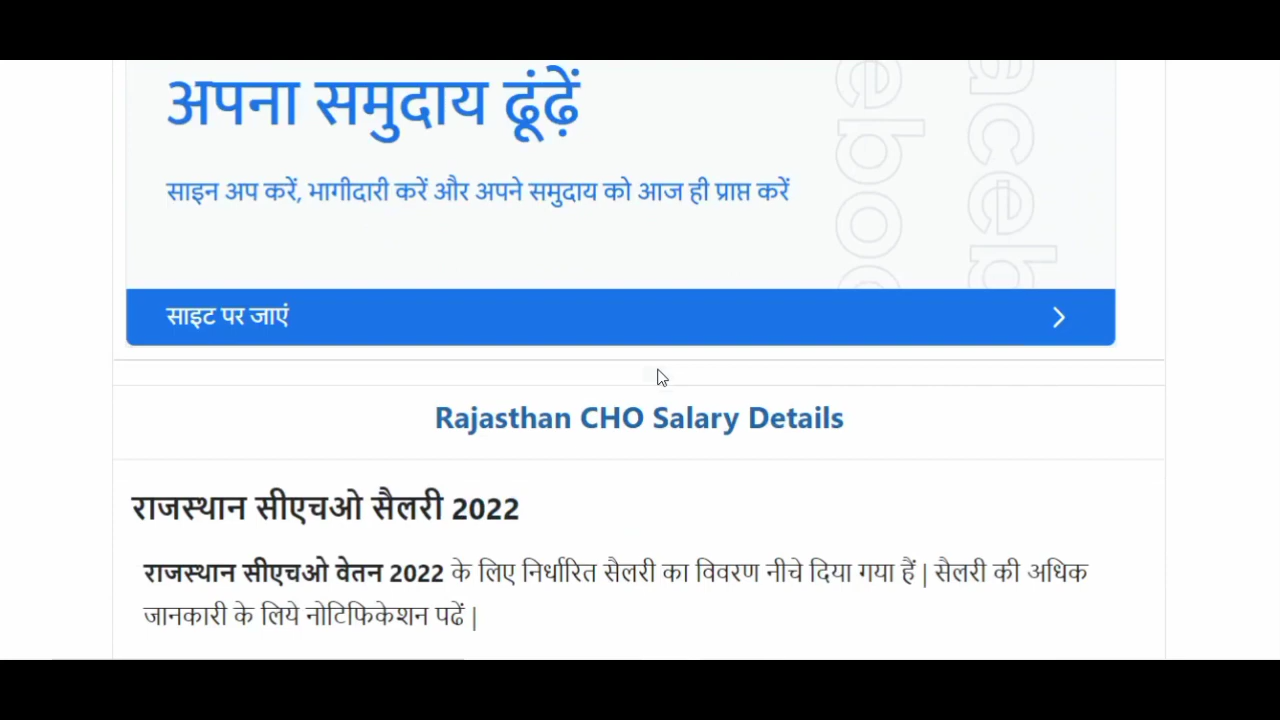 अपना समुदाय ढूंढ़ें
साइन अप करें, भागीदारी करें और अपने समुदाय को आज ही प्राप्त करें
साइट पर जाएं
Rajasthan CHO Salary Details
राजस्थान सीएचओ सैलरी 2022
राजस्थान सीएचओ वेतन 2022 के लिए निर्धारित सैलरी का विवरण नीचे दिया गया हैं | सैलरी की अधिक
जानकारी के लिये नोटिफिकेशन पढें |